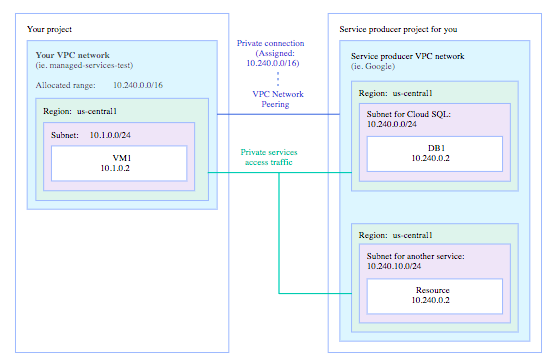 Your project
Your VPC network
(ie. managed-services-test)
Allocated range: 10.240.0.0/16
Region: us-central1
Subnet: 10.1.0.0/24
VM1
10.1.0.2
Private connection
(Assigned:
10.240.0.0/16)
VPC Network
Peering
Private services
access traffic
Service producer project for you
Service producer VPC network
(ie. Google)
Region: us-central1
Subnet for Cloud SQL:
10.240.0.0/24
DB1
10.240.0.2
Region: us-central1
Subnet for another service:
10.240.10.0/24
Resource
10.240.0.2